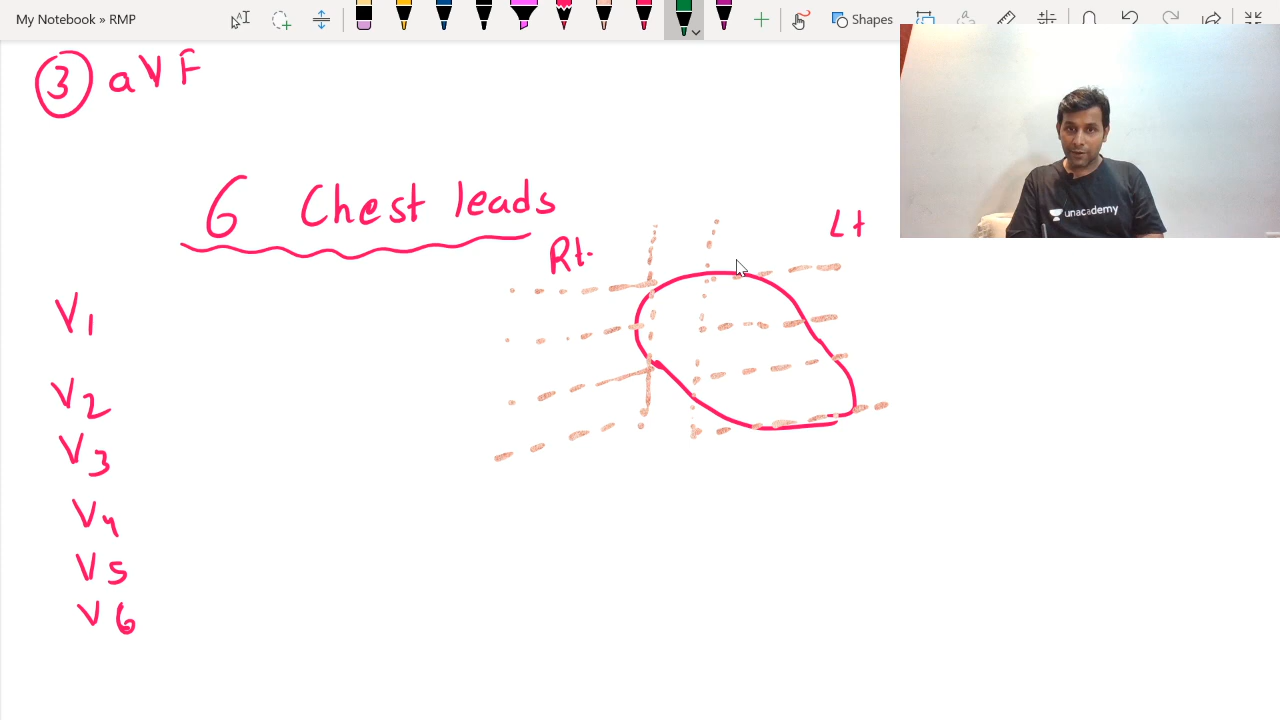 My Notebook » RMP
Shapes
3 aVF
unacademy
6 Chest leads
Rt.
Lt
V1
V2
V3
V4
V5
V6